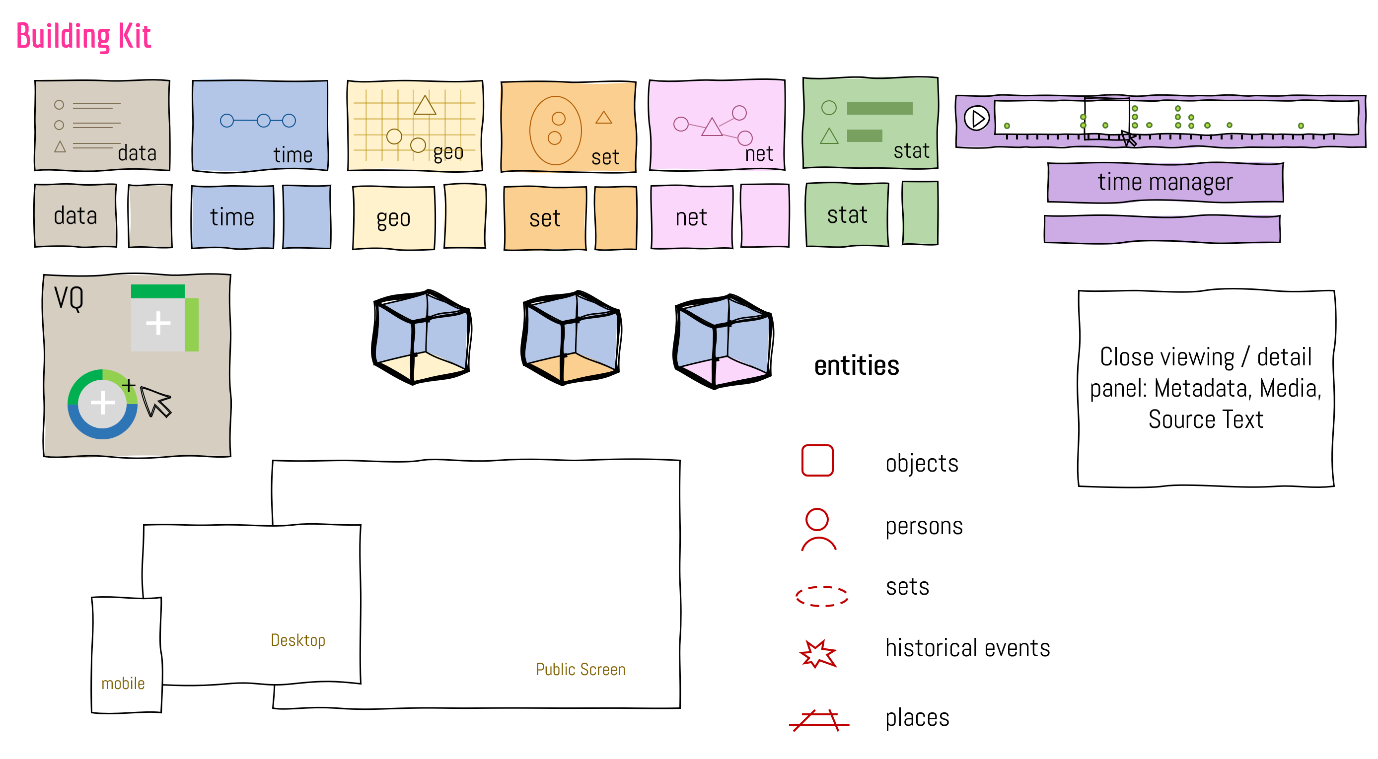 Building Kit
data
time
geo
set
net
stat
data
time
geo
set
net
stat
time manager
VQ
entities
Close viewing / detail
panel: Metadata, Media,
Source Text
objects
persons
sets
historical events
places
Desktop
Public Screen
mobile